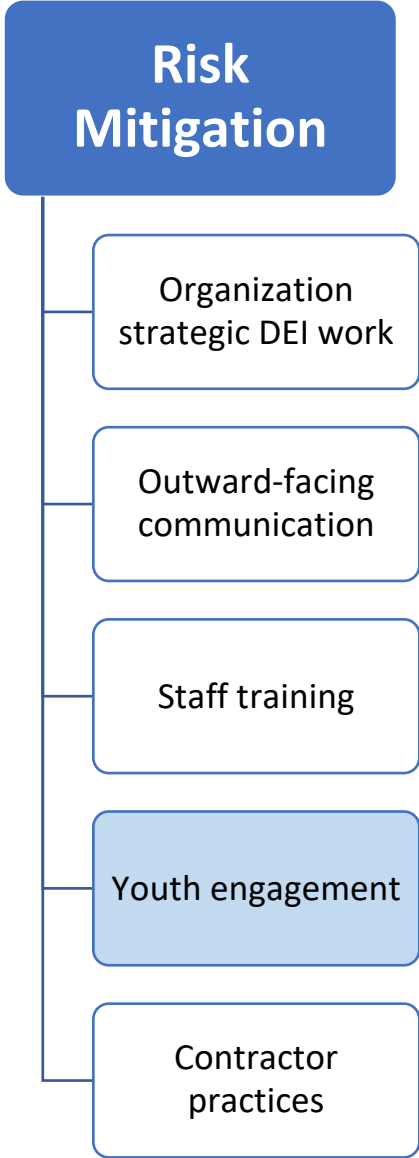 Risk
Mitigation
Organization
strategic DEI work
Outward-facing
communication
Staff training
Youth engagement
Contractor
practices